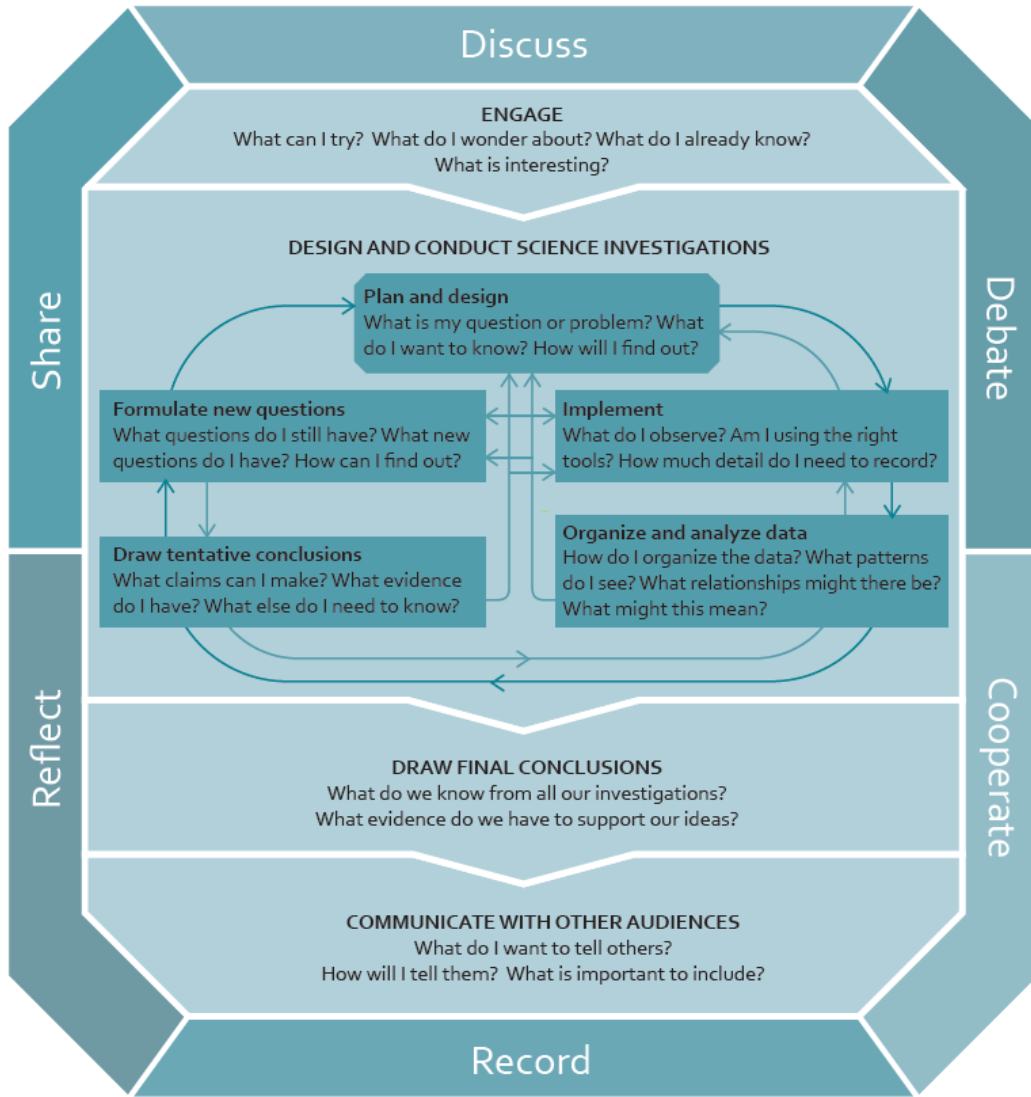 Discuss
ENGAGE
What can I try? What do I wonder about? What do I already know?
What is interesting?
Share
Debate
DESIGN AND CONDUCT SCIENCE INVESTIGATIONS
Plan and design
What is my question or problem? What
do I want to know? How will I find out?
Formulate new questions
What questions do I still have? What new
questions do I have? How can I find out?
Implement
What do I observe? Am I using the right
tools? How much detail do I need to record?
Draw tentative conclusions
What claims can I make? What evidence
do I have? What else do I need to know?
Organize and analyze data
How do I organize the data? What patterns
do I see? What relationships might there be?
What might this mean?
Reflect
Cooperate
DRAW FINAL CONCLUSIONS
What do we know from all our investigations?
What evidence do we have to support our ideas?
COMMUNICATE WITH OTHER AUDIENCES
What do I want to tell others?
How will I tell them? What is important to include?
Record